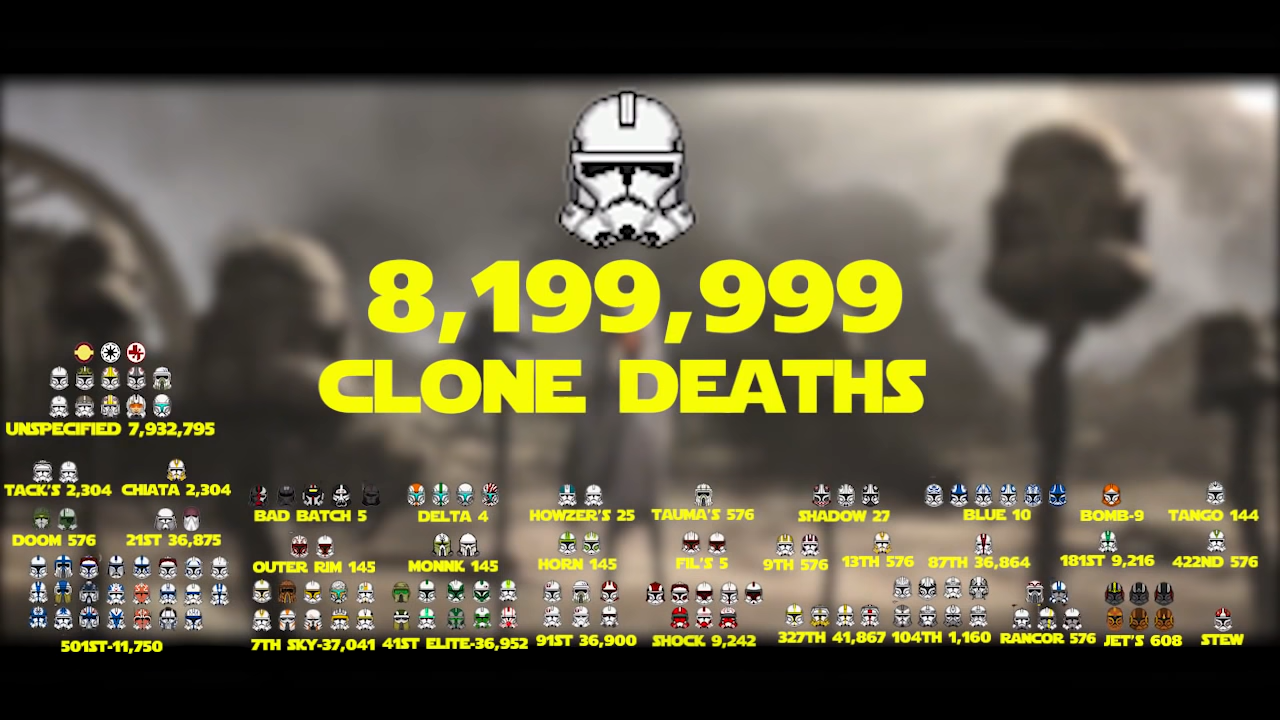 8,199,999
CLONE DEATHS
UNSPECIFIED 7,932,795
TACK'S 2,304 CHIATA 2,304
DOOM 576 21ST 36,875
501ST-11,750
BAD BATCH 5 DELTA 4 HOWZER'S 25 TAUMA'S 576 SHADOW 27 BLUE 10 BOMB-9 TANGO 144
OUTER RIM 145 MONNK 145 HORN 145 FIL'S 5 9TH 576 13TH 576 87TH 36,864 181ST 9,216 422ND 576
7TH SKY-37,041 41ST ELITE-36,952 91ST 36,900 SHOCK 9,242 327TH 41,867 104TH 1,160 RANCOR 576 JET'S 608 STEW